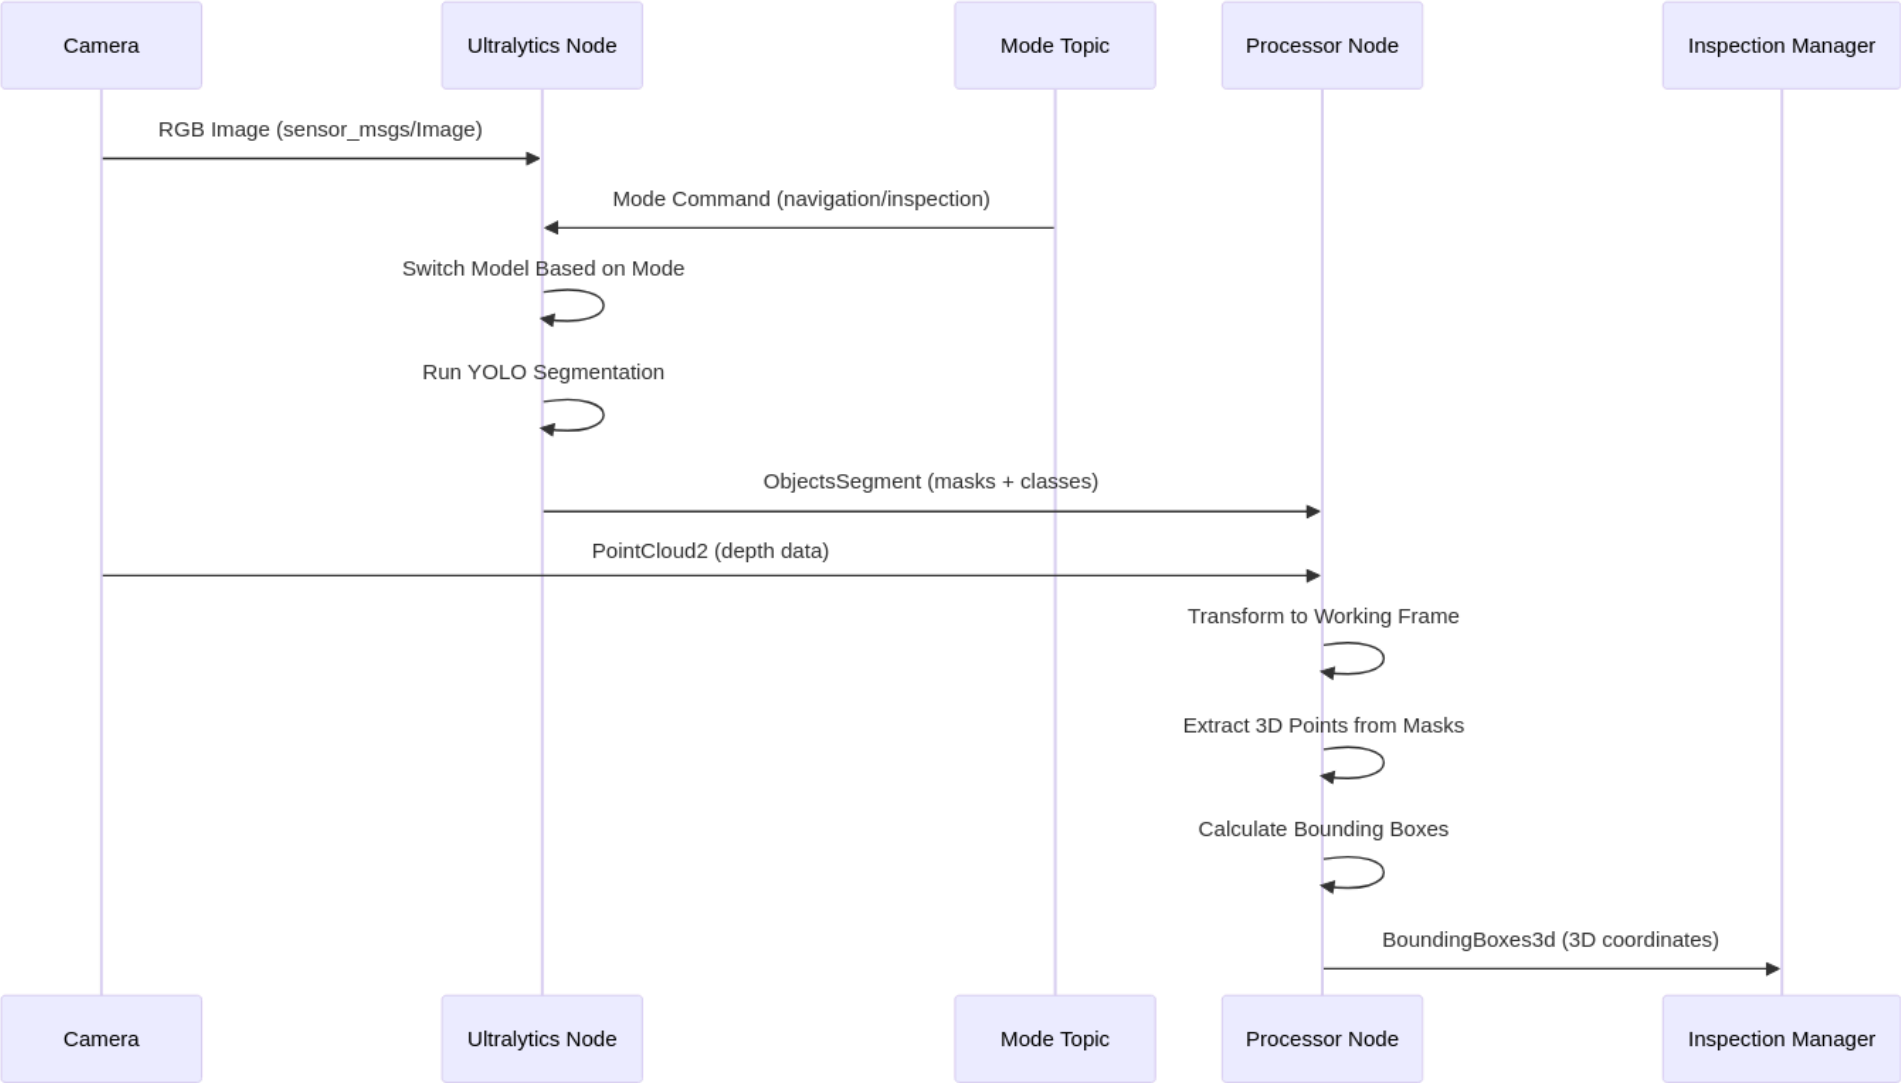 Camera
Ultralytics Node
Mode Topic
Processor Node
Inspection Manager
RGB Image (sensor_msgs/Image)
Mode Command (navigation/inspection)
Switch Model Based on Mode
Run YOLO Segmentation
ObjectsSegment (masks + classes)
PointCloud2 (depth data)
Transform to Working Frame
Extract 3D Points from Masks
Calculate Bounding Boxes
BoundingBoxes3d (3D coordinates)
Camera
Ultralytics Node
Mode Topic
Processor Node
Inspection Manager